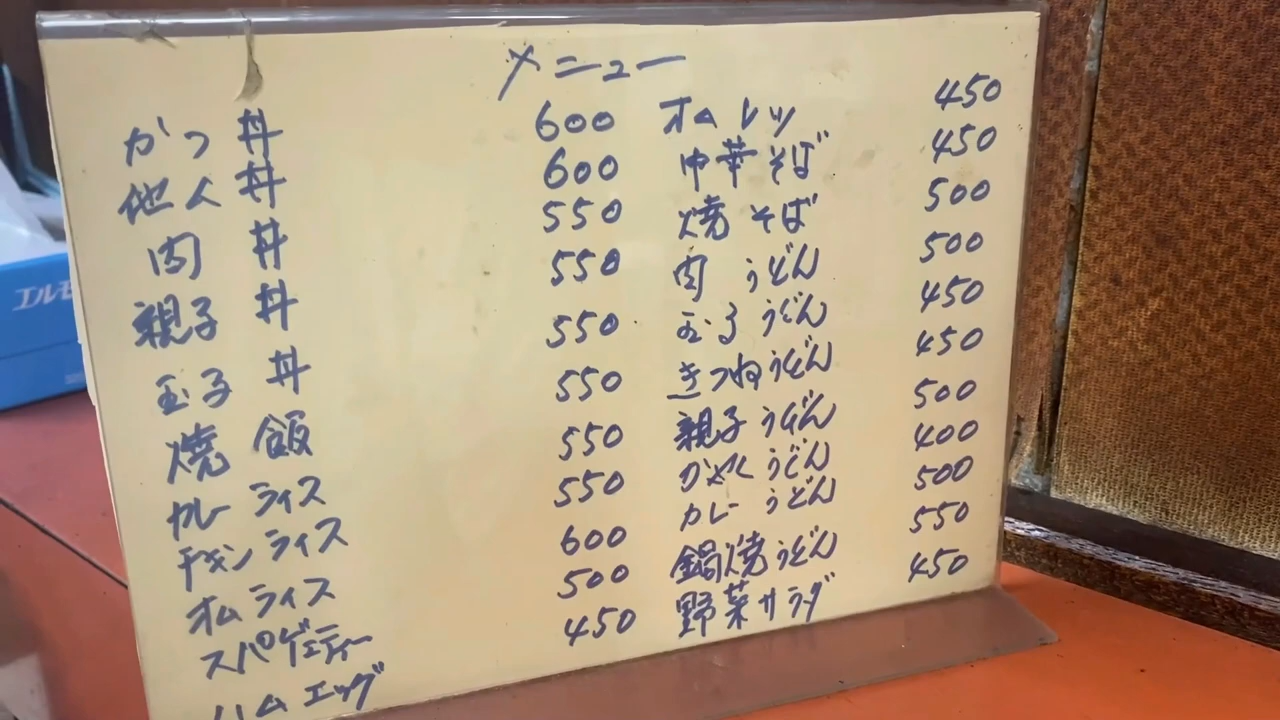 メニュー
かつ丼 600 オムレツ 450
他人丼 600 中華そば 450
肉丼 550 焼そば 500
親子丼 550 肉うどん 500
玉子丼 550 玉子うどん 450
焼飯 550 きつねうどん 450
カレーライス 550 親子うどん 500
チキンライス 550 かやくうどん 400
オムライス 600 カレーうどん 500
スパゲェティー 500 鍋焼うどん 550
ハムエッグ 450 野菜サラダ 450
エルモ